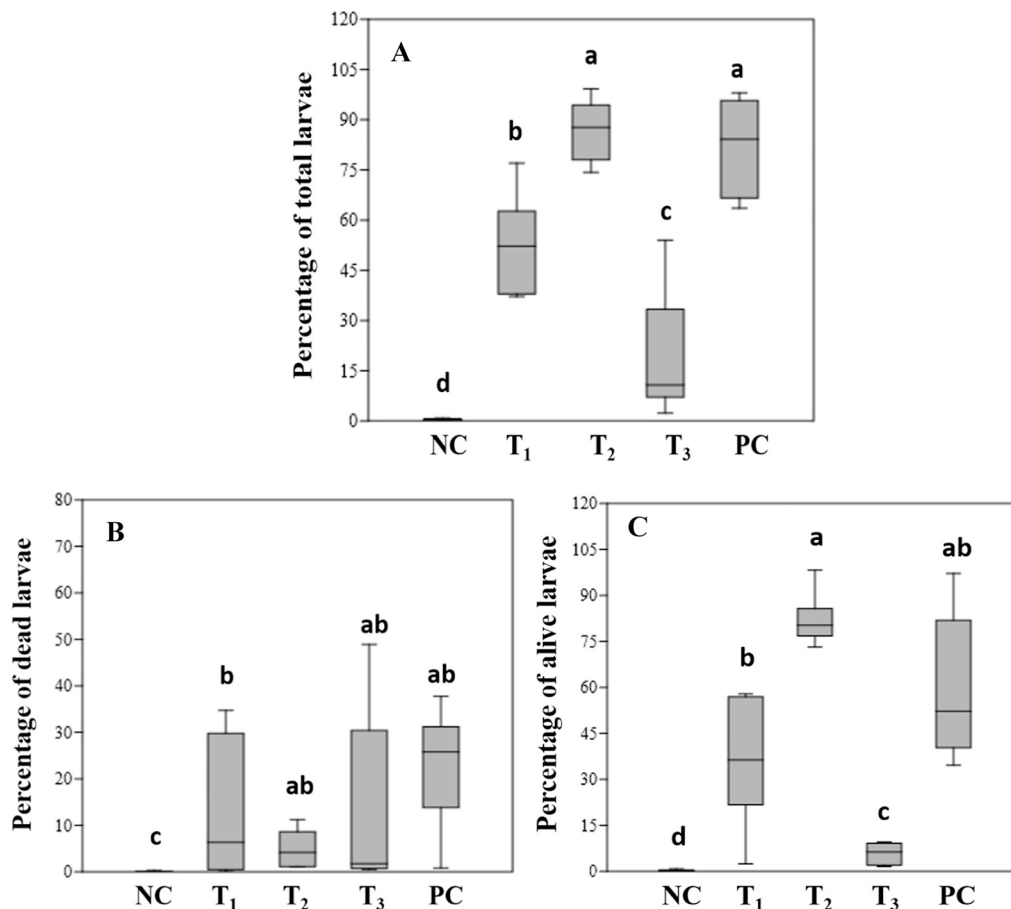 A
Percentage of total larvae
120
105
90
75
60
45
30
15
0
d
b
a
c
a
NC T₁ T₂ T₃ PC
B
Percentage of dead larvae
80
70
60
50
40
30
20
10
0
c
b
ab
ab
ab
NC T₁ T₂ T₃ PC
C
Percentage of alive larvae
120
105
90
75
60
45
30
15
0
d
b
a
c
ab
NC T₁ T₂ T₃ PC